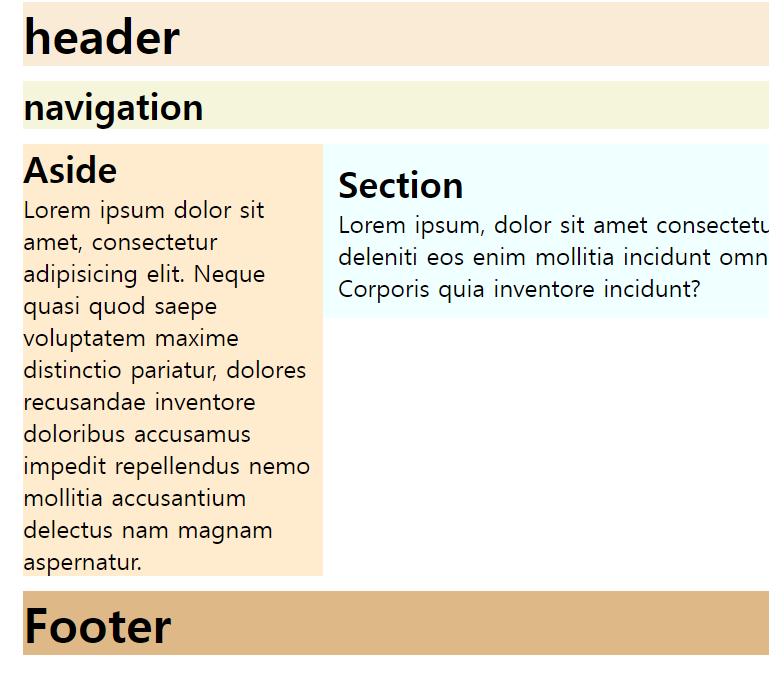 header
navigation
Aside
Lorem ipsum dolor sit
amet, consectetur
adipisicing elit. Neque
quasi quod saepe
voluptatem maxime
distinctio pariatur, dolores
recusandae inventore
doloribus accusamus
impedit repellendus nemo
mollitia accusantium
delectus nam magnam
aspernatur.
Section
Lorem ipsum, dolor sit amet consectetu
deleniti eos enim mollitia incidunt omn
Corporis quia inventore incidunt?
Footer